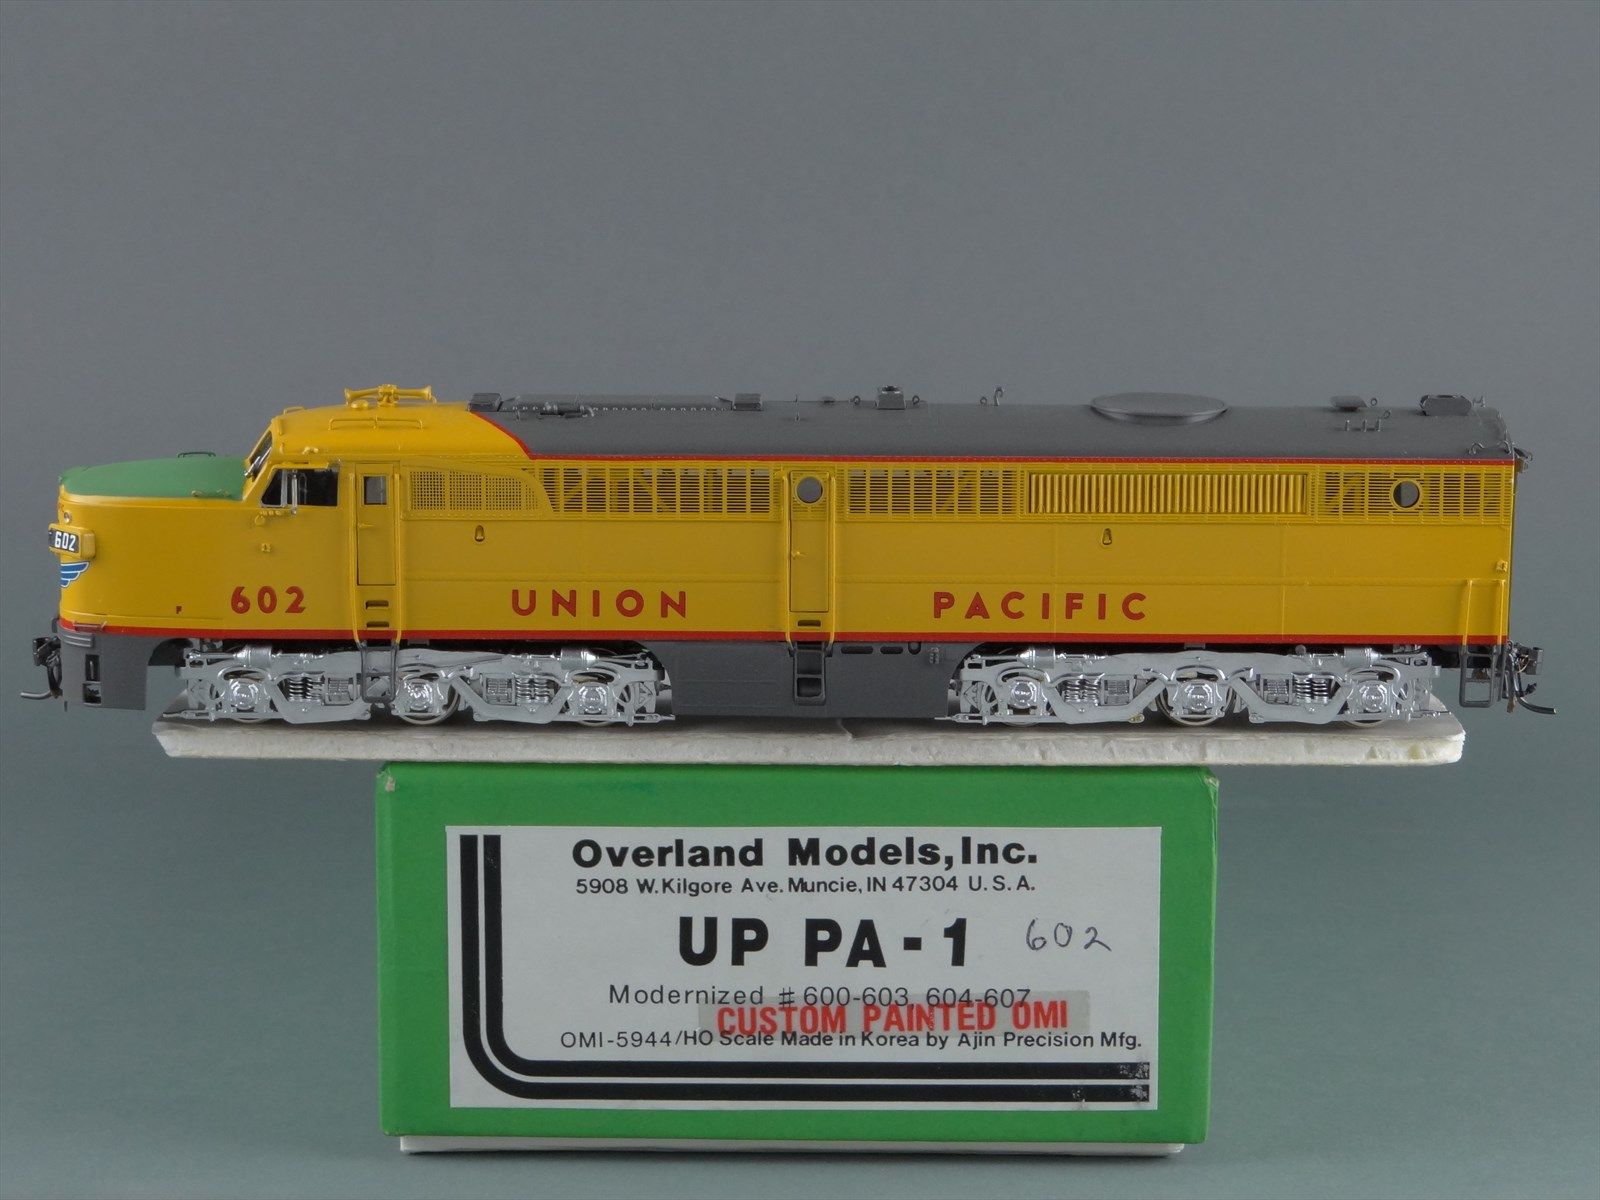 602
F
602
UNION PACIFIC
Overland Models, Inc.
5908 W. Kilgore Ave. Muncie, IN 47304 U.S.A.
UP PA-1 602
Modernized #600-603, 604-607
CUSTOM PAINTED OMI
OMI-5944/HO Scale Made in Korea by Ajin Precision Mfg.